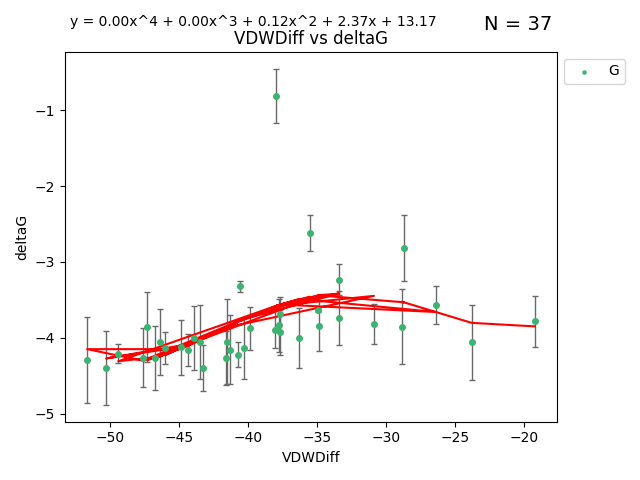 y = 0.00x^4 + 0.00x^3 + 0.12x^2 + 2.37x + 13.17
N = 37
VDWDiff vs deltaG
G
deltaG
−1
−2
−3
−4
−5
−50
−45
−40
−35
−30
−25
−20
VDWDiff